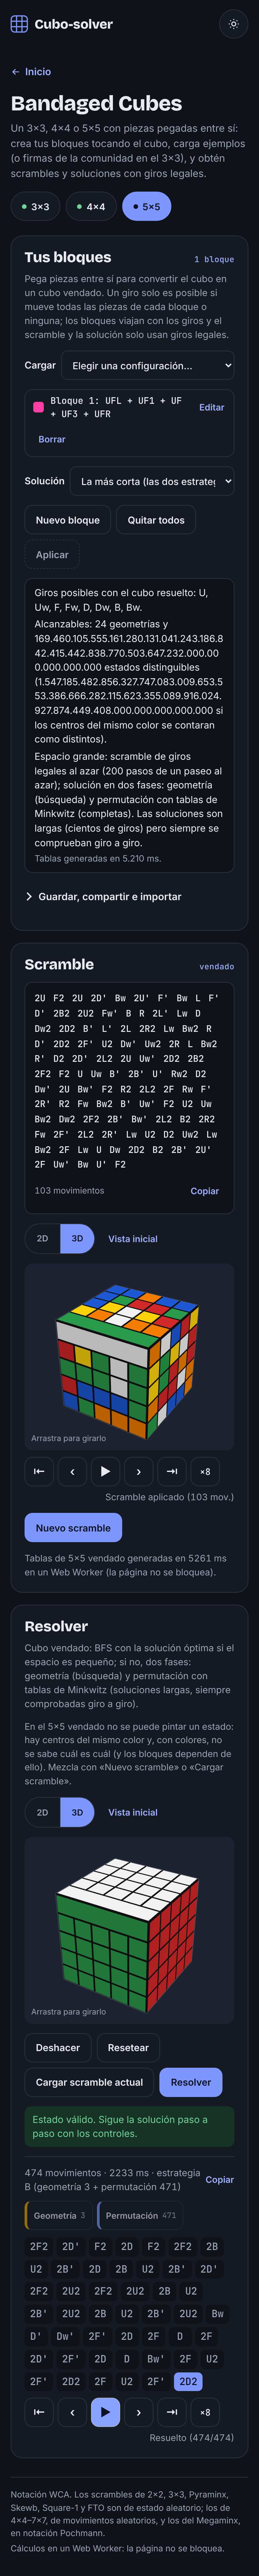 Cubo-solver
← Inicio
Bandaged Cubes
Un 3×3, 4×4 o 5×5 con piezas pegadas entre sí:
crea tus bloques tocando el cubo, carga ejemplos
(o firmas de la comunidad en el 3×3), y obtén
scrambles y soluciones con giros legales.
3×3 4×4 5×5
Tus bloques 1 bloque
Pega piezas entre sí para convertir el cubo en
un cubo vendado. Un giro solo es posible si
mueve todas las piezas de cada bloque o
ninguna; los bloques viajan con los giros y el
scramble y la solución solo usan giros legales.
Cargar Elegir una configuración...
Bloque 1: UFL + UF1 + UF
+ UF3 + UFR
Editar
Borrar
Solución La más corta (las dos estrateg
Nuevo bloque Quitar todos
Aplicar
Giros posibles con el cubo resuelto: U,
Uw, F, Fw, D, Dw, B, Bw.
Alcanzables: 24 geometrías y
169.460.105.555.161.280.131.041.243.186.8
42.415.442.838.770.503.647.232.000.00
0.000.000.000 estados distinguibles
(1.547.185.482.856.327.747.083.009.653.5
53.386.666.282.115.623.355.089.916.024.
927.874.449.408.000.000.000.000.000 si
los centros del mismo color se contaran
como distintos).
Espacio grande: scramble de giros
legales al azar (200 pasos de un paseo al
azar); solución en dos fases: geometría
(búsqueda) y permutación con tablas de
Minkwitz (completas). Las soluciones son
largas (cientos de giros) pero siempre se
comprueban giro a giro.
Tablas generadas en 5.210 ms.
Guardar, compartir e importar
Scramble vendado
2U F2 2U 2D' Bw 2U' F' Bw L F'
D' 2B2 2U2 Fw' B R 2L' Lw D
Dw2 2D2 B' L' 2L 2R2 Lw Bw2 R
D' 2D2 2F' U2 Dw' Uw2 2R L Bw2
R' D2 2D' 2L2 2U Uw' 2D2 2B2
2F2 F2 U Uw B' 2B' U' Rw2 D2
Dw' 2U Bw' F2 R2 2L2 2F Rw F'
2R' R2 Fw Bw2 B' Uw' F2 U2 Uw
Bw2 Dw2 2F2 2B' Bw' 2L2 B2 2R2
Fw 2F' 2L2 2R' Lw U2 D2 Uw2 Lw
Bw2 2F Lw U Dw 2D2 B2 2B' 2U'
2F Uw' Bw U' F2
103 movimientos Copiar
2D 3D Vista inicial
Arrastra para girarlo
×8
Scramble aplicado (103 mov.)
Nuevo scramble
Tablas de 5×5 vendado generadas en 5261 ms
en un Web Worker (la página no se bloquea).
Resolver
Cubo vendado: BFS con la solución óptima si el
espacio es pequeño; si no, dos fases:
geometría (búsqueda) y permutación con
tablas de Minkwitz (soluciones largas, siempre
comprobadas giro a giro).
En el 5×5 vendado no se puede pintar un estado:
hay centros del mismo color y, con colores, no
se sabe cuál es cuál (y los bloques dependen de
ello). Mezcla con «Nuevo scramble» o «Cargar
scramble».
2D 3D Vista inicial
Arrastra para girarlo
Deshacer Resetear
Cargar scramble actual Resolver
Estado válido. Sigue la solución paso a
paso con los controles.
474 movimientos · 2233 ms · estrategia
B (geometría 3 + permutación 471)
Copiar
Geometría 3 Permutación 471
2F2 2D' F2 2D F2 2F2 2B
U2 2B' 2D 2B U2 2B' 2D'
2F2 2U2 2F2 2U2 2B U2
2B' 2U2 2B U2 2B' 2U2 Bw
D' Dw' 2F' 2D 2F D 2F
2D' 2F' 2D D Bw' 2F U2
2F' 2D2 2F U2 2F' 2D2
×8
Resuelto (474/474)
Notación WCA. Los scrambles de 2×2, 3×3, Pyraminx,
Skewb, Square-1 y FTO son de estado aleatorio; los de
4×4–7×7, de movimientos aleatorios, y los del Megaminx,
en notación Pochmann.
Cálculos en un Web Worker: la página no se bloquea.